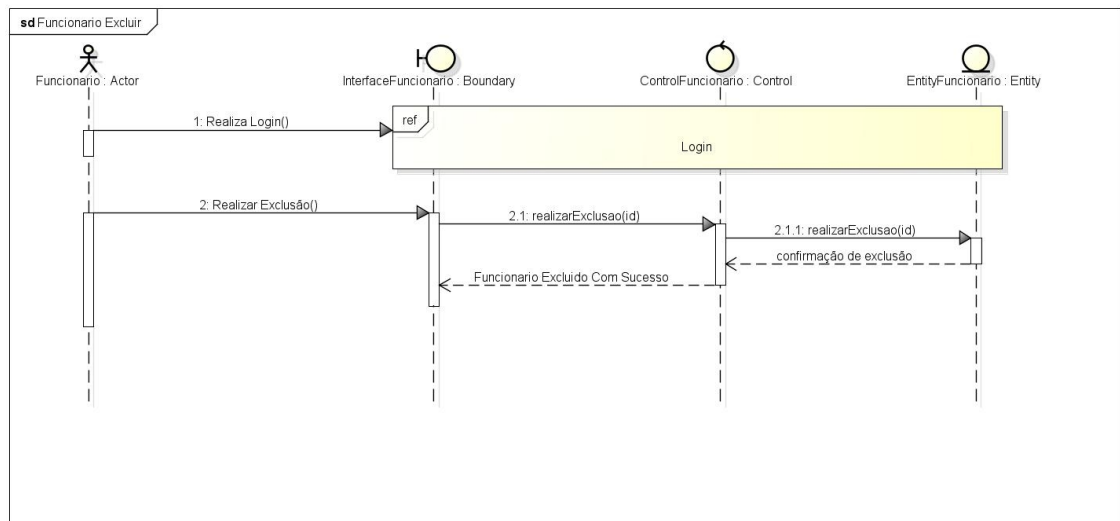 sd Funcionario Excluir
Funcionario : Actor
InterfaceFuncionario : Boundary
ControlFuncionario : Control
EntityFuncionario : Entity
1: Realiza Login()
ref
Login
2: Realizar Exclusão()
2.1: realizarExclusao(id)
2.1.1: realizarExclusao(id)
confirmação de exclusão
Funcionario Excluido Com Sucesso